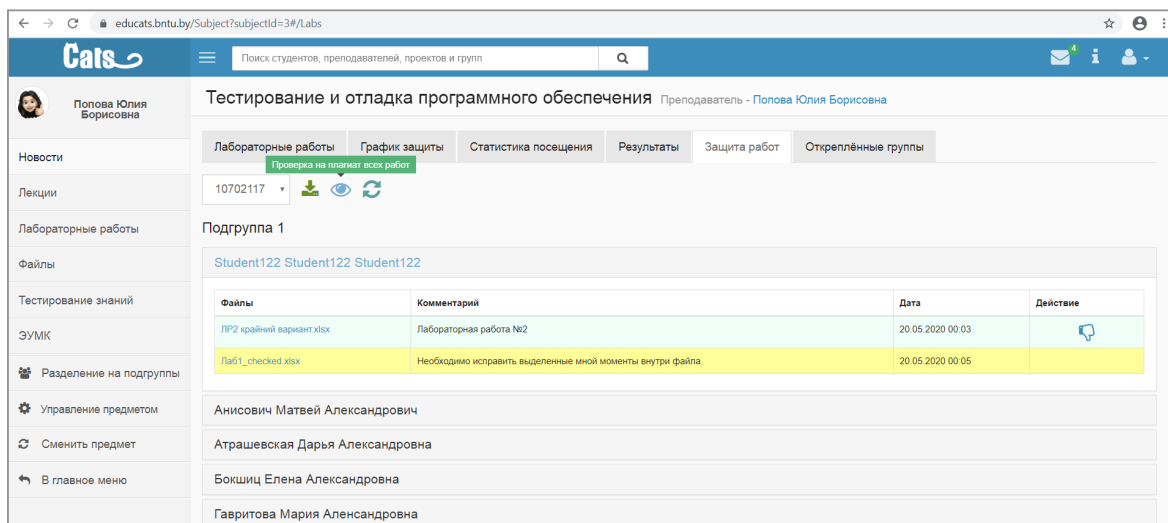 educats.bntu.by/Subject?subjectId=3#/Labs
Cats
Поиск студентов, преподавателей, проектов и групп
4
Попова Юлия
Борисовна
Тестирование и отладка программного обеспечения Преподаватель - Попова Юлия Борисовна
Новости
Лекции
Лабораторные работы
Файлы
Тестирование знаний
ЭУМК
Разделение на подгруппы
Управление предметом
Сменить предмет
В главное меню
Лабораторные работы График защиты Статистика посещения Результаты Защита работ Откреплённые группы
Проверка на плагиат всех работ
10702117
Подгруппа 1
Student122 Student122 Student122
Файлы Комментарий Дата Действие
ЛР2 крайний вариант.xlsx Лабораторная работа №2 20.05.2020 00:03
Лаб1_checked.xlsx Необходимо исправить выделенные мной моменты внутри файла. 20.05.2020 00:05
Анисович Матвей Александрович
Атрашевская Дарья Александровна
Бокшиц Елена Александровна
Гавритова Мария Аленсандровна